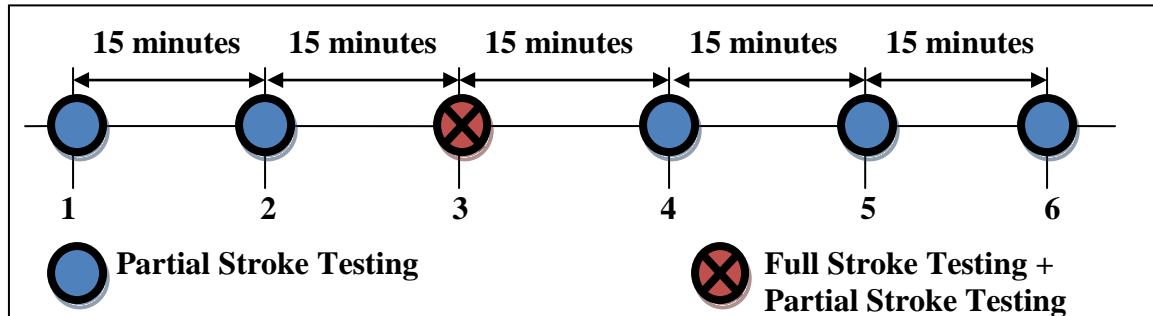 15 minutes 15 minutes 15 minutes 15 minutes 15 minutes
1 2 3 4 5 6
Partial Stroke Testing
Full Stroke Testing +
Partial Stroke Testing